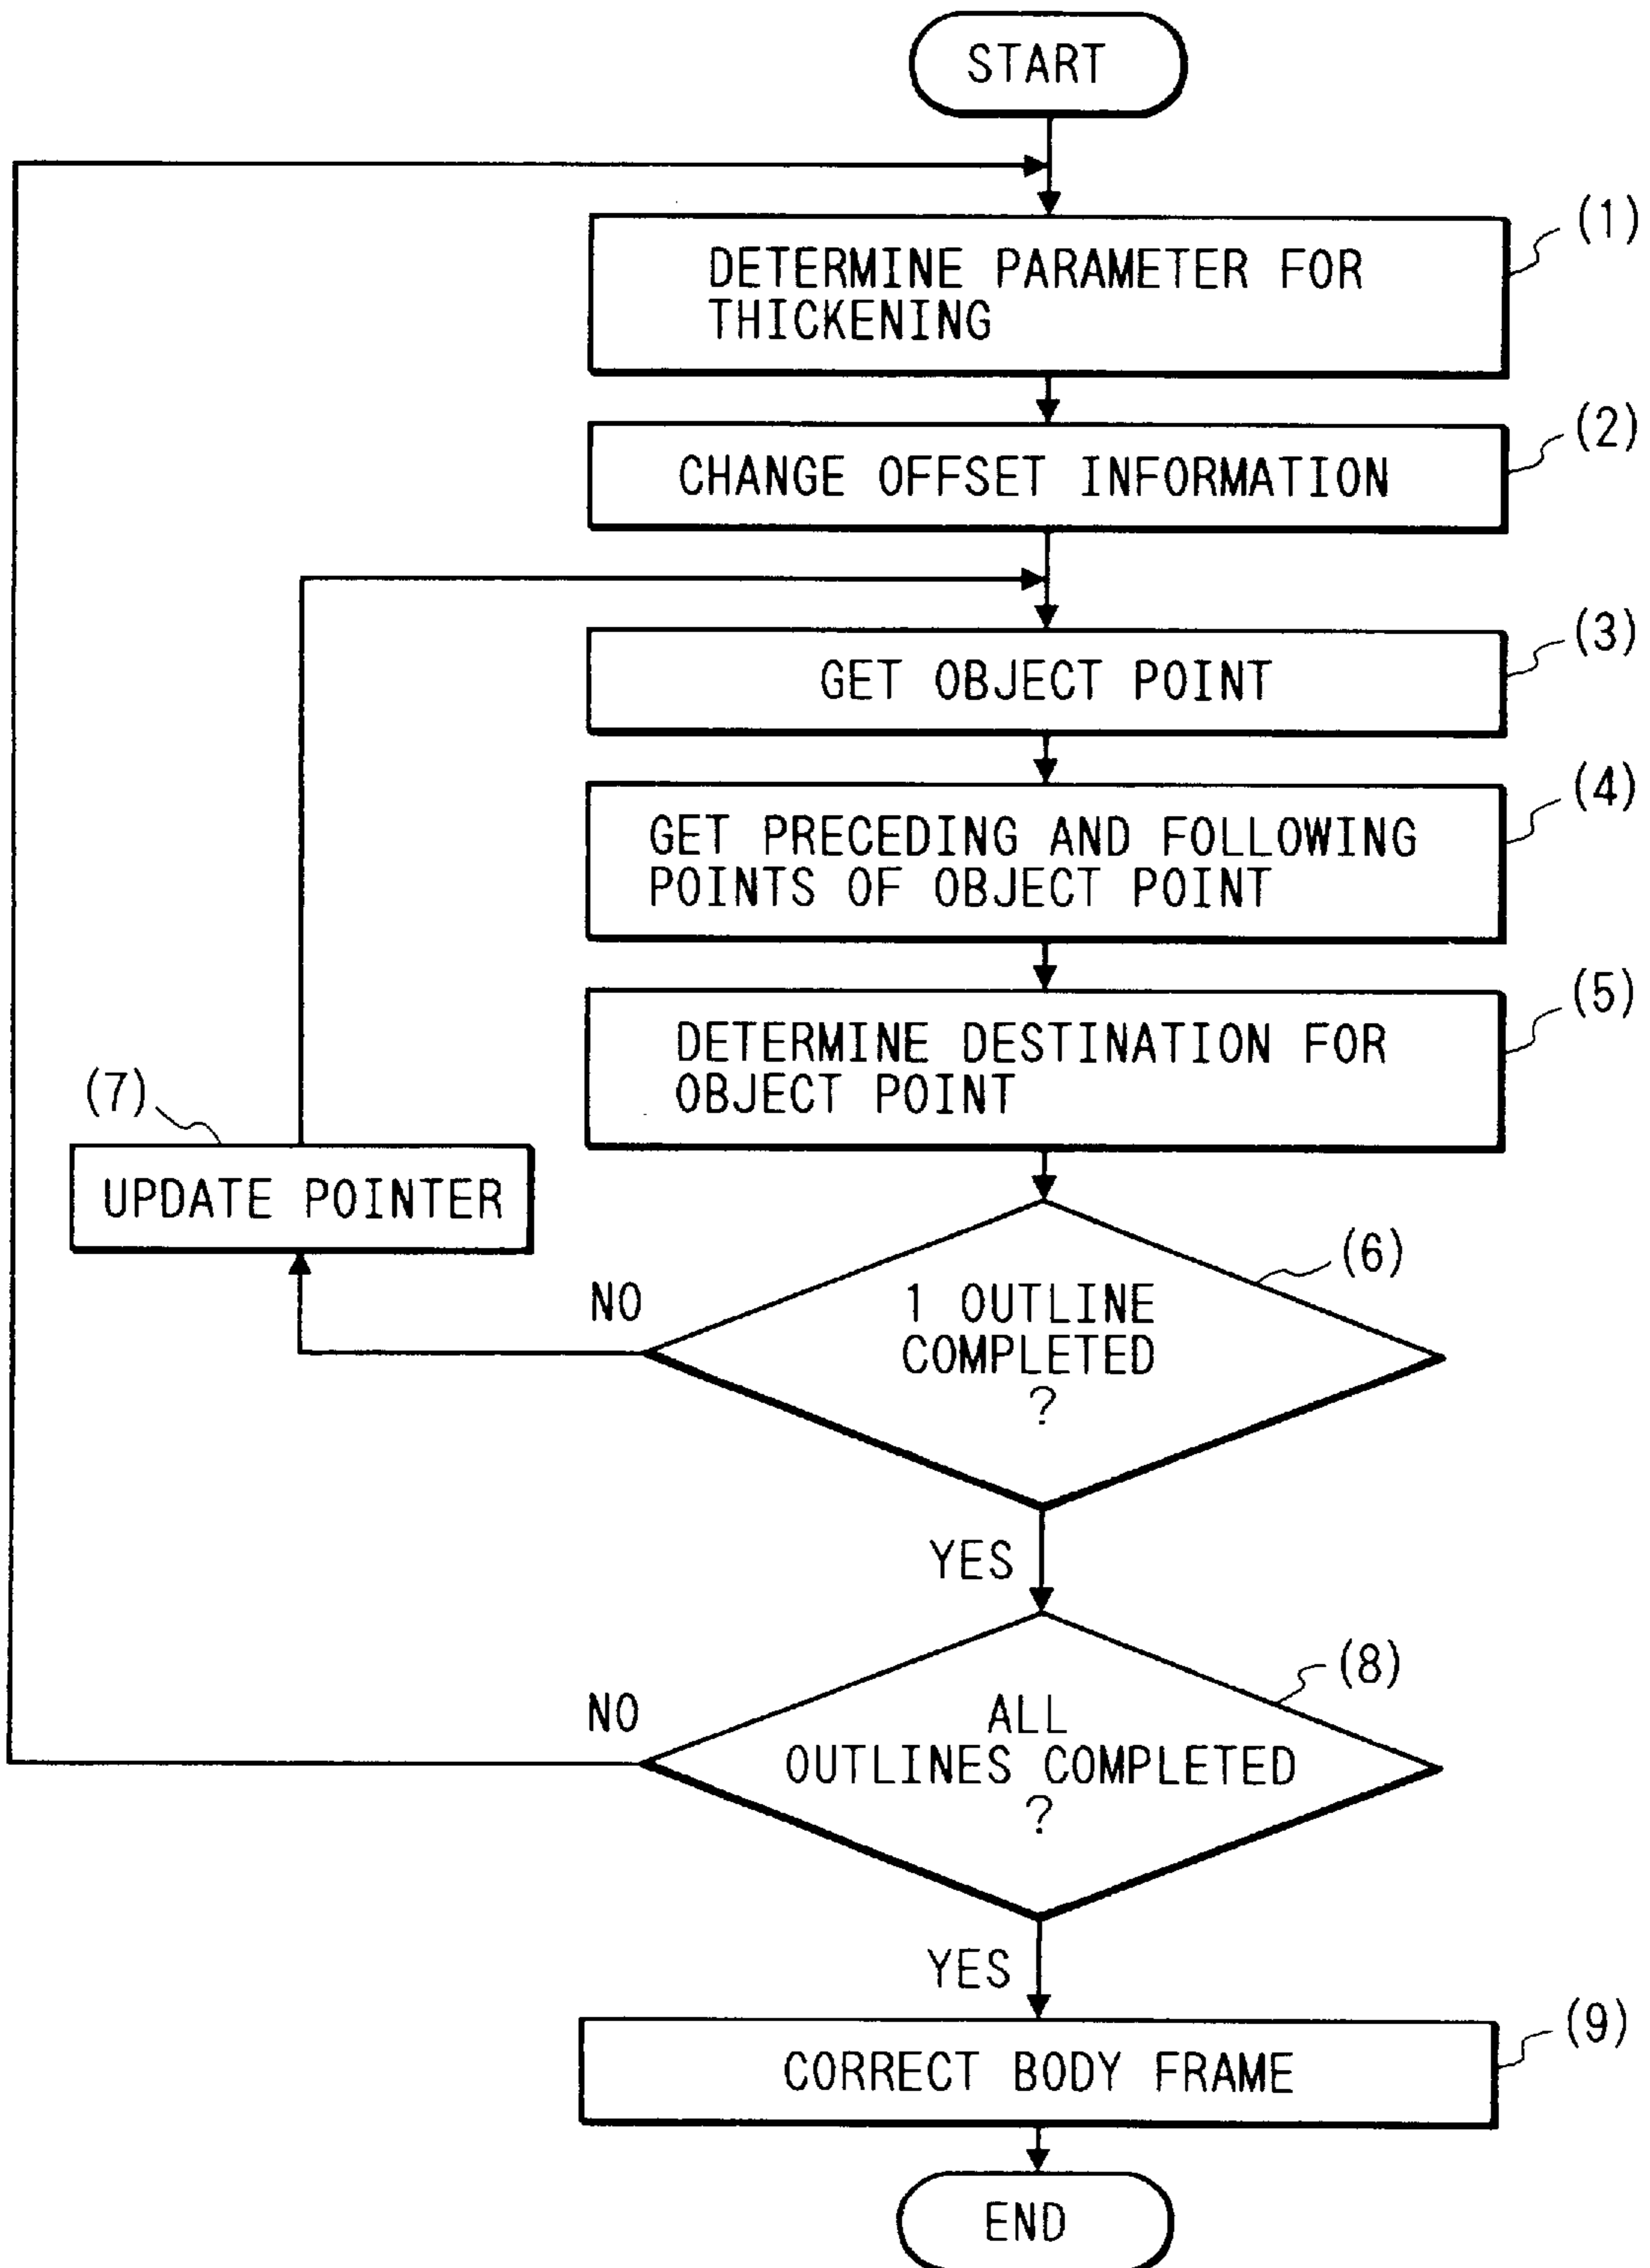 START
(1)
DETERMINE PARAMETER FOR
THICKENING
(2)
CHANGE OFFSET INFORMATION
(3)
GET OBJECT POINT
(4)
GET PRECEDING AND FOLLOWING
POINTS OF OBJECT POINT
(5)
DETERMINE DESTINATION FOR
OBJECT POINT
(7)
UPDATE POINTER
(6)
NO
1 OUTLINE
COMPLETED
?
YES
(8)
NO
ALL
OUTLINES COMPLETED
?
YES
(9)
CORRECT BODY FRAME
END